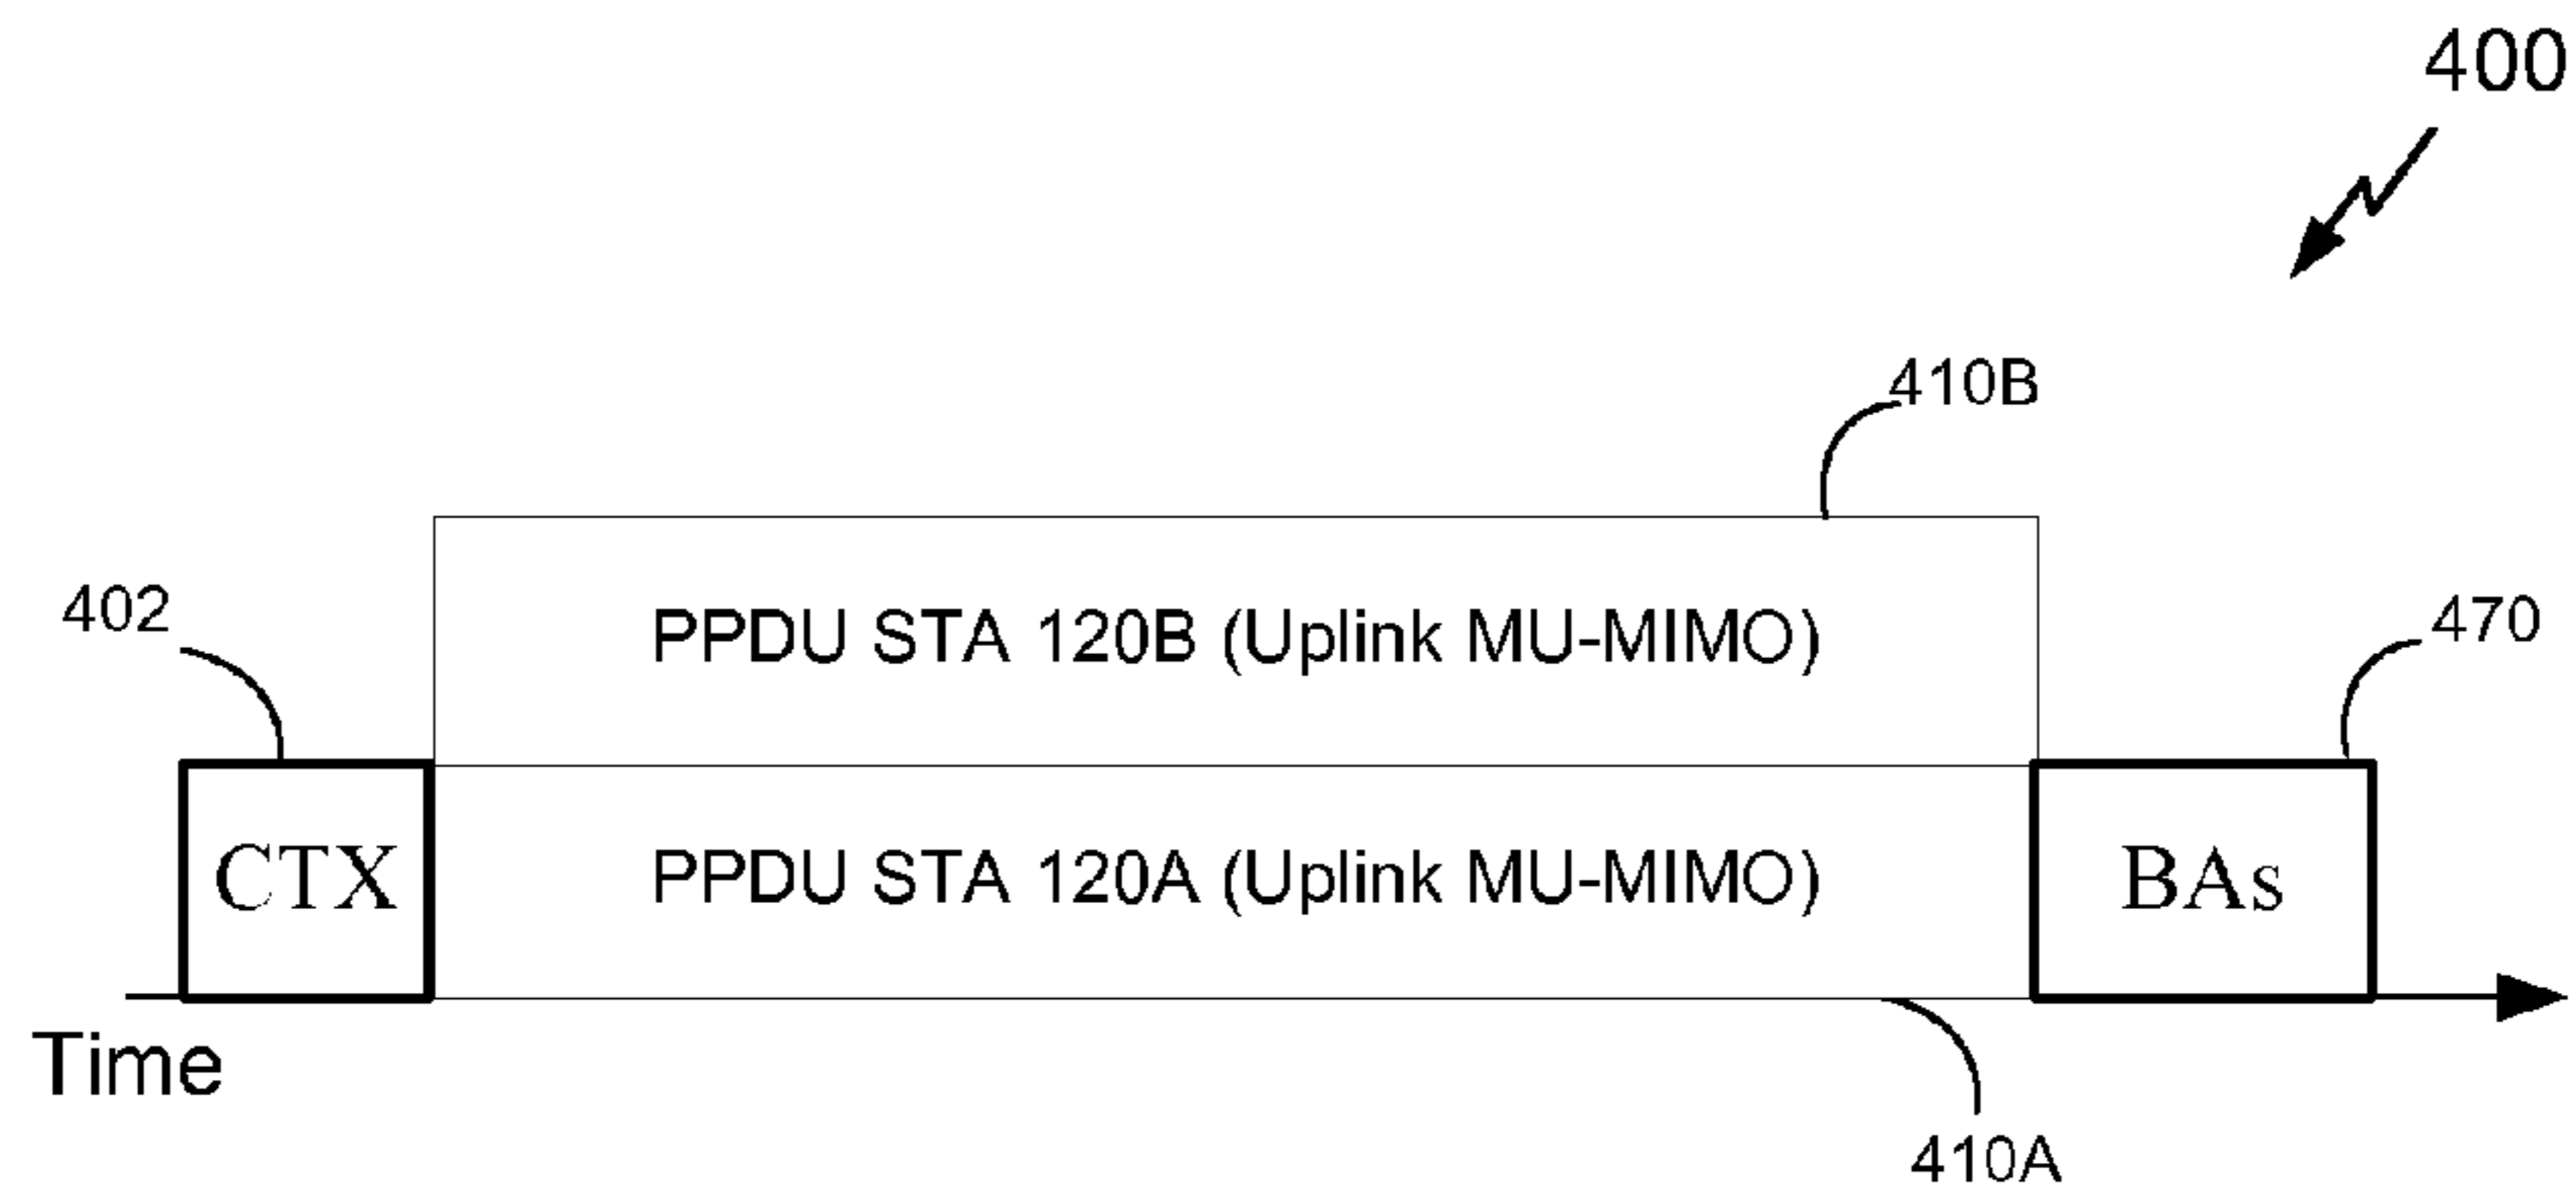 400
410B
402
PPDU STA 120B (Uplink MU-MIMO)
470
CTX
PPDU STA 120A (Uplink MU-MIMO)
BAs
Time
410A